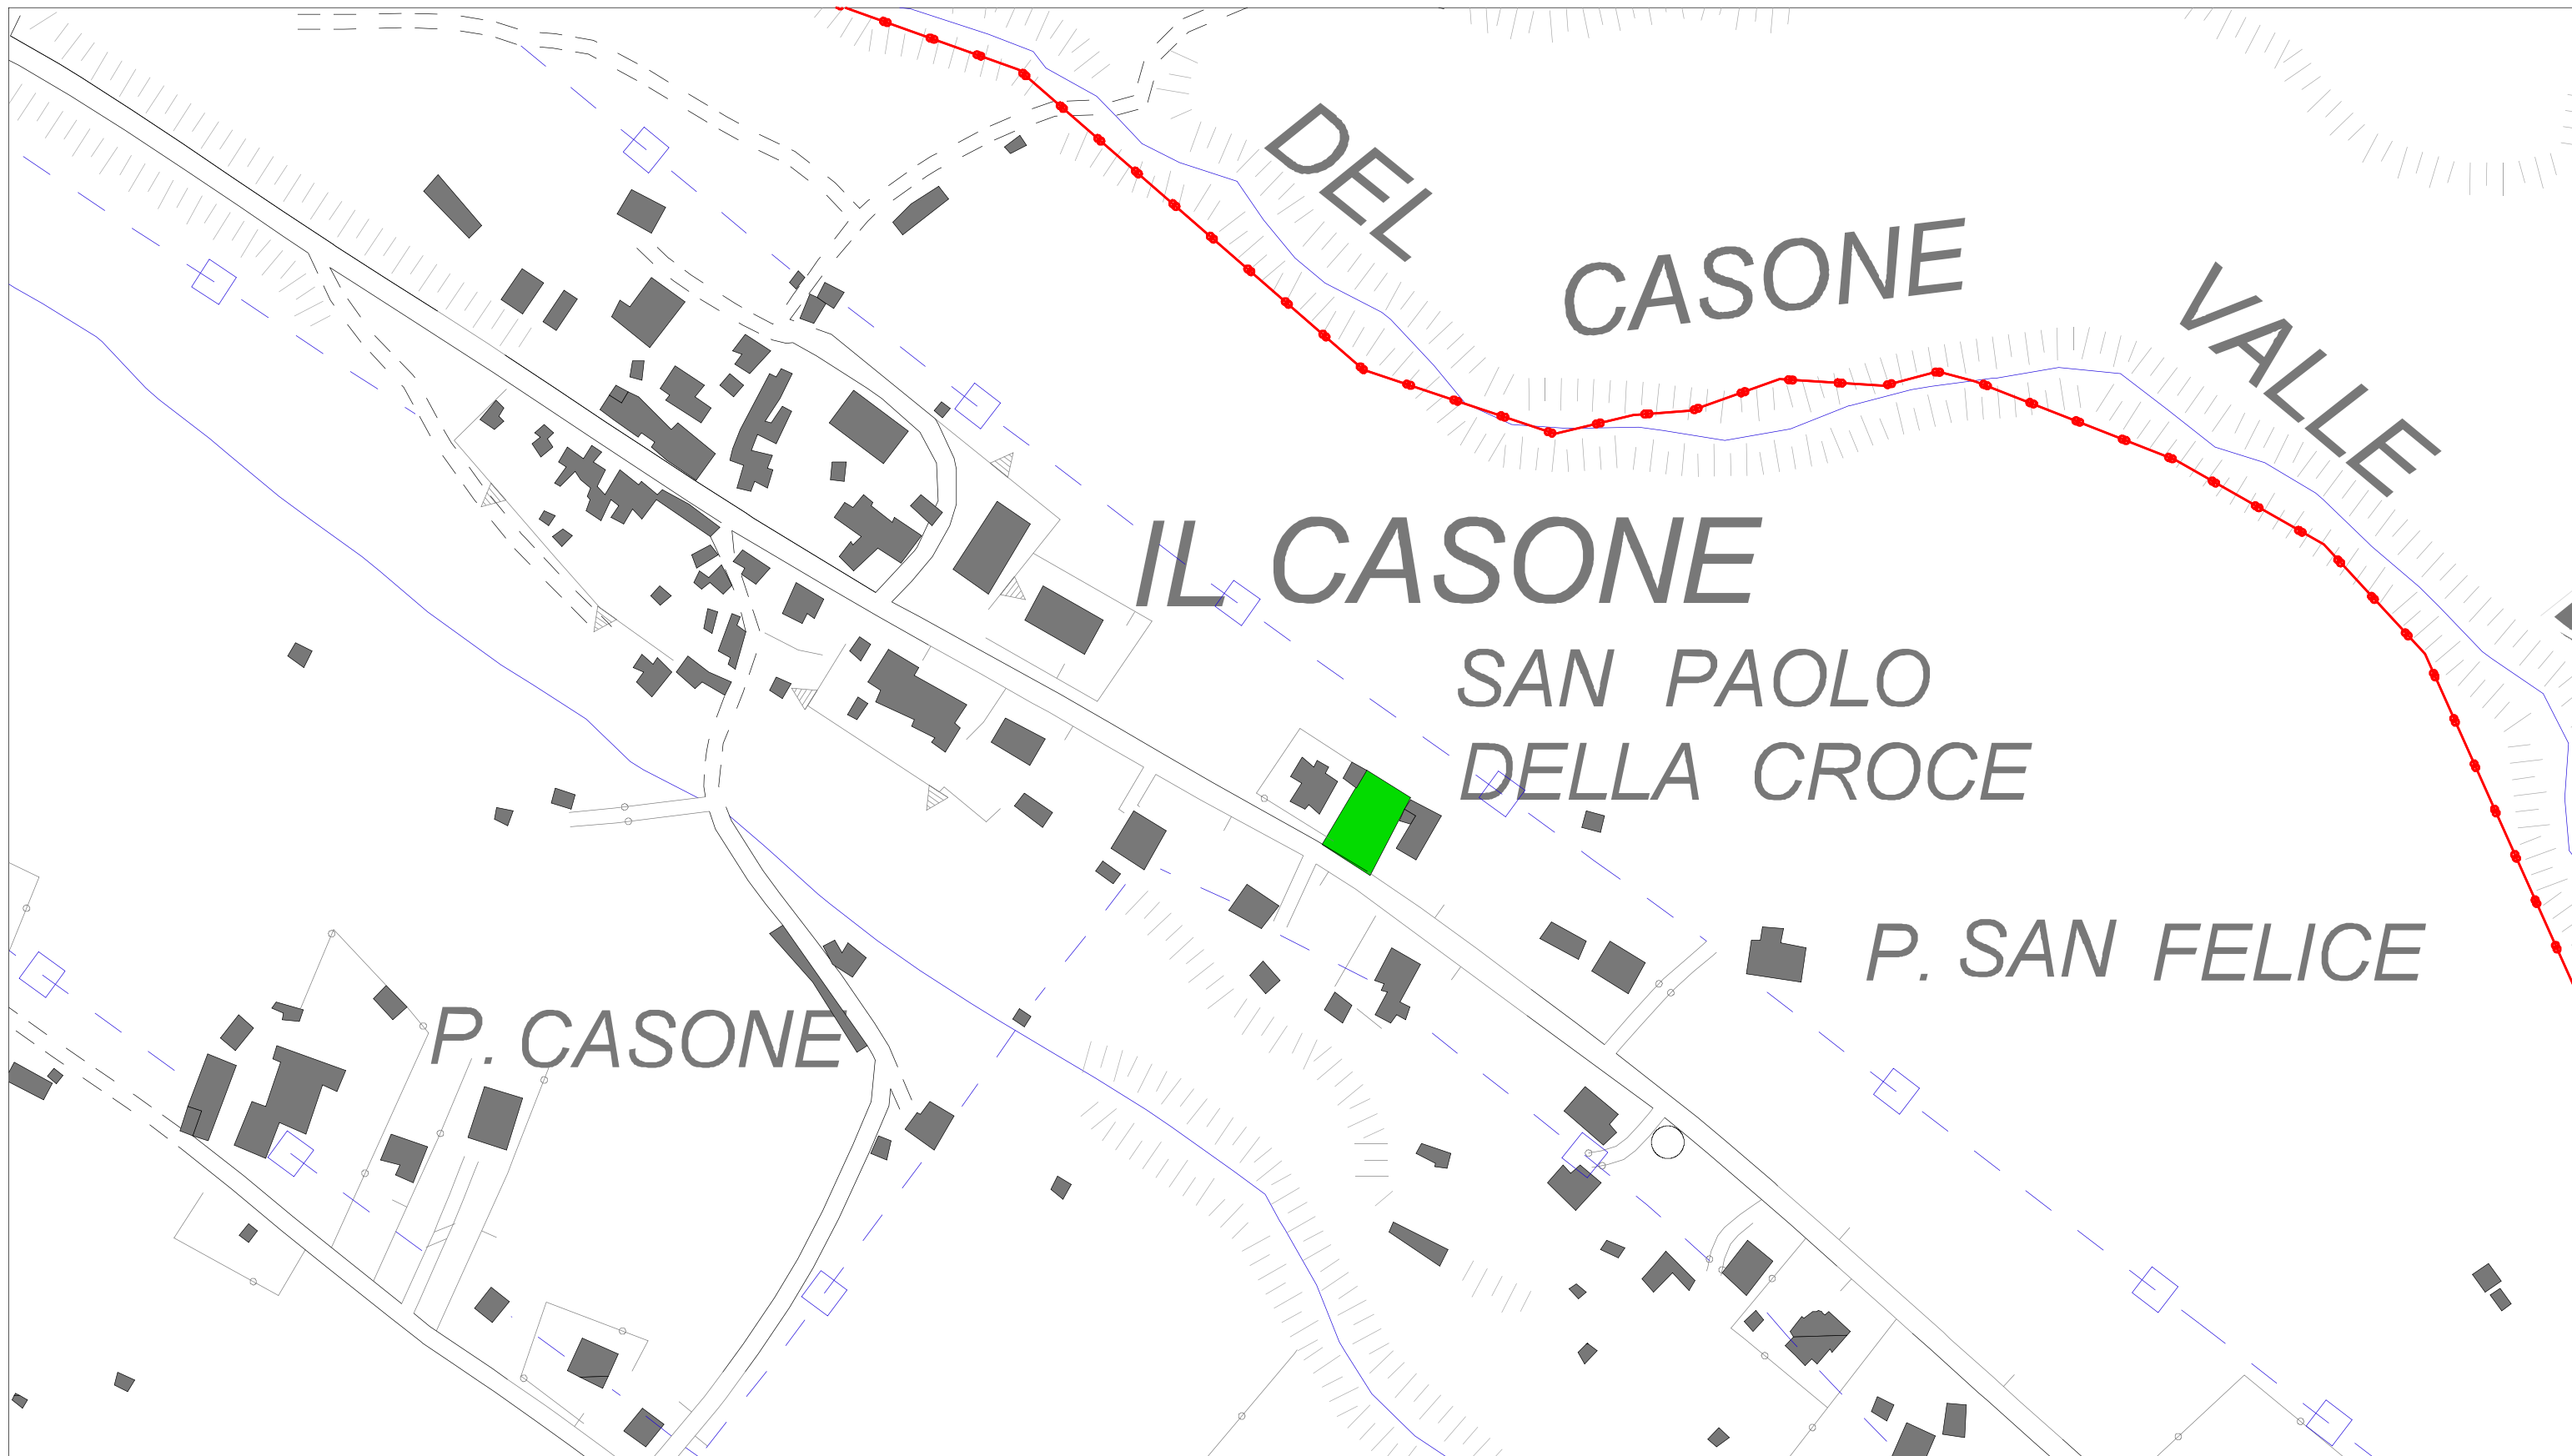 DEL
CASONE
VALLE
IL CASONE
SAN PAOLO
DELLA CROCE
P. SAN FELICE
P. CASONE